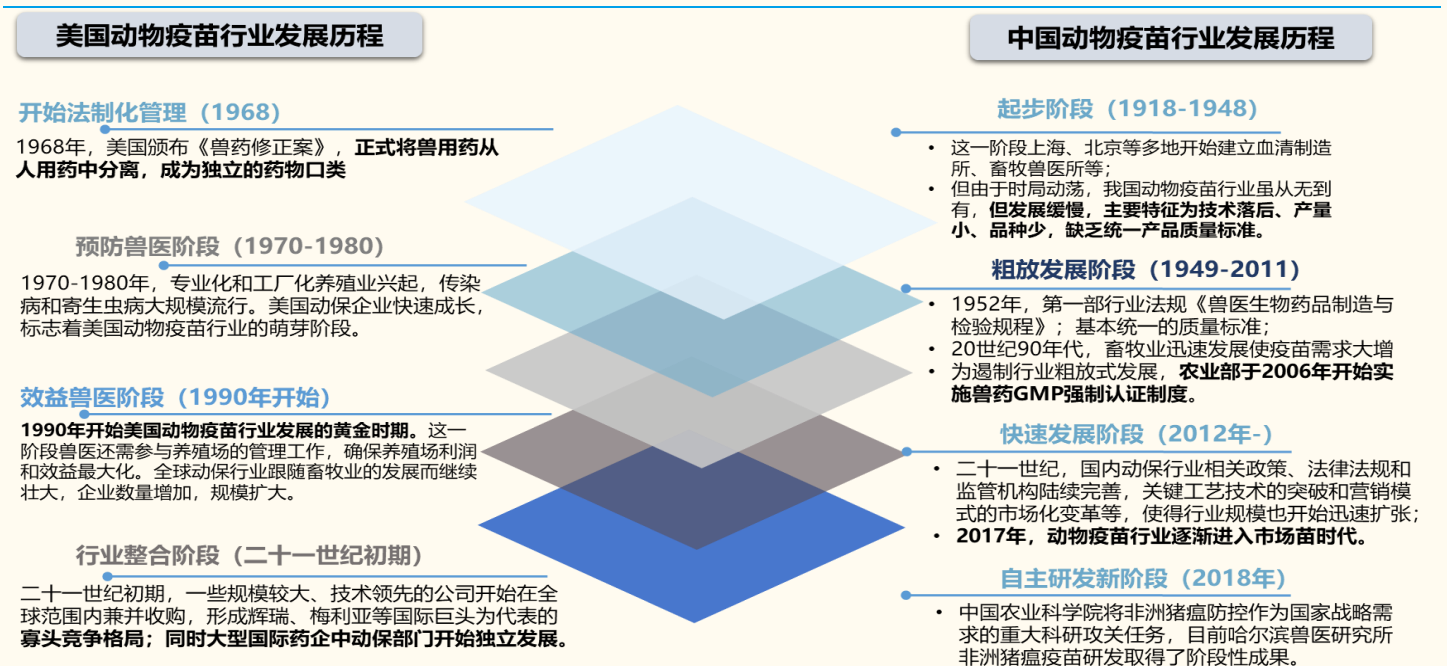 美国动物疫苗行业发展历程
开始法制化管理（1968）
1968年，美国颁布《兽药修正案》，正式将兽用药从
人用药中分离，成为独立的药物口类
预防兽医阶段（1970-1980）
1970-1980年，专业化和工厂化养殖业兴起，传染
病和寄生虫病大规模流行。美国动保企业快速成长，
标志着美国动物疫苗行业的萌芽阶段。
效益兽医阶段（1990年开始）
1990年开始美国动物疫苗行业发展的黄金时期。这一
阶段兽医还需参与养殖场的管理工作，确保养殖场利润
和效益最大化。全球动保行业跟随畜牧业的发展而继续
壮大，企业数量增加，规模扩大。
行业整合阶段（二十一世纪初期）
二十一世纪初期，一些规模较大、技术领先的公司开始在全
球范围内兼并收购，形成辉瑞、梅利亚等国际巨头为代表的
寡头竞争格局；同时大型国际药企中动保部门开始独立发展。
中国动物疫苗行业发展历程
起步阶段（1918-1948）
• 这一阶段上海、北京等多地开始建立血清制造
所、畜牧兽医所等；
• 但由于时局动荡，我国动物疫苗行业虽从无到
有，但发展缓慢，主要特征为技术落后、产量
小、品种少，缺乏统一产品质量标准。
粗放发展阶段（1949-2011）
• 1952年，第一部行业法规《兽医生物药品制造与
检验规程》；基本统一的质量标准；
• 20世纪90年代，畜牧业迅速发展使疫苗需求大增
• 为遏制行业粗放式发展，农业部于2006年开始实
施兽药GMP强制认证制度。
快速发展阶段（2012年-）
• 二十一世纪，国内动保行业相关政策、法律法规和
监管机构陆续完善，关键工艺技术的突破和营销模
式的市场化变革等，使得行业规模也开始迅速扩张；
• 2017年，动物疫苗行业逐渐进入市场苗时代。
自主研发新阶段（2018年）
• 中国农业科学院将非洲猪瘟防控作为国家战略需
求的重大科研攻关任务，目前哈尔滨兽医研究所
非洲猪瘟疫苗研发取得了阶段性成果。